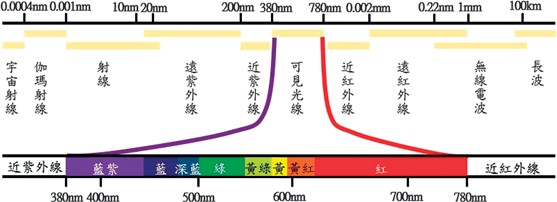 0.0004nm 0.001nm 10nm 20nm 200nm 380nm 780nm 0.002mm 0.22nm 1mm 100km
宇宙射線
伽瑪射線
射線
遠紫外線
近紫外線
可見光線
近紅外線
遠紅外線
無線電波
長波
近紫外線 藍紫 藍 深藍 綠 黃綠 黃 黃紅 紅 近紅外線
380nm 400nm 500nm 600nm 700nm 780nm